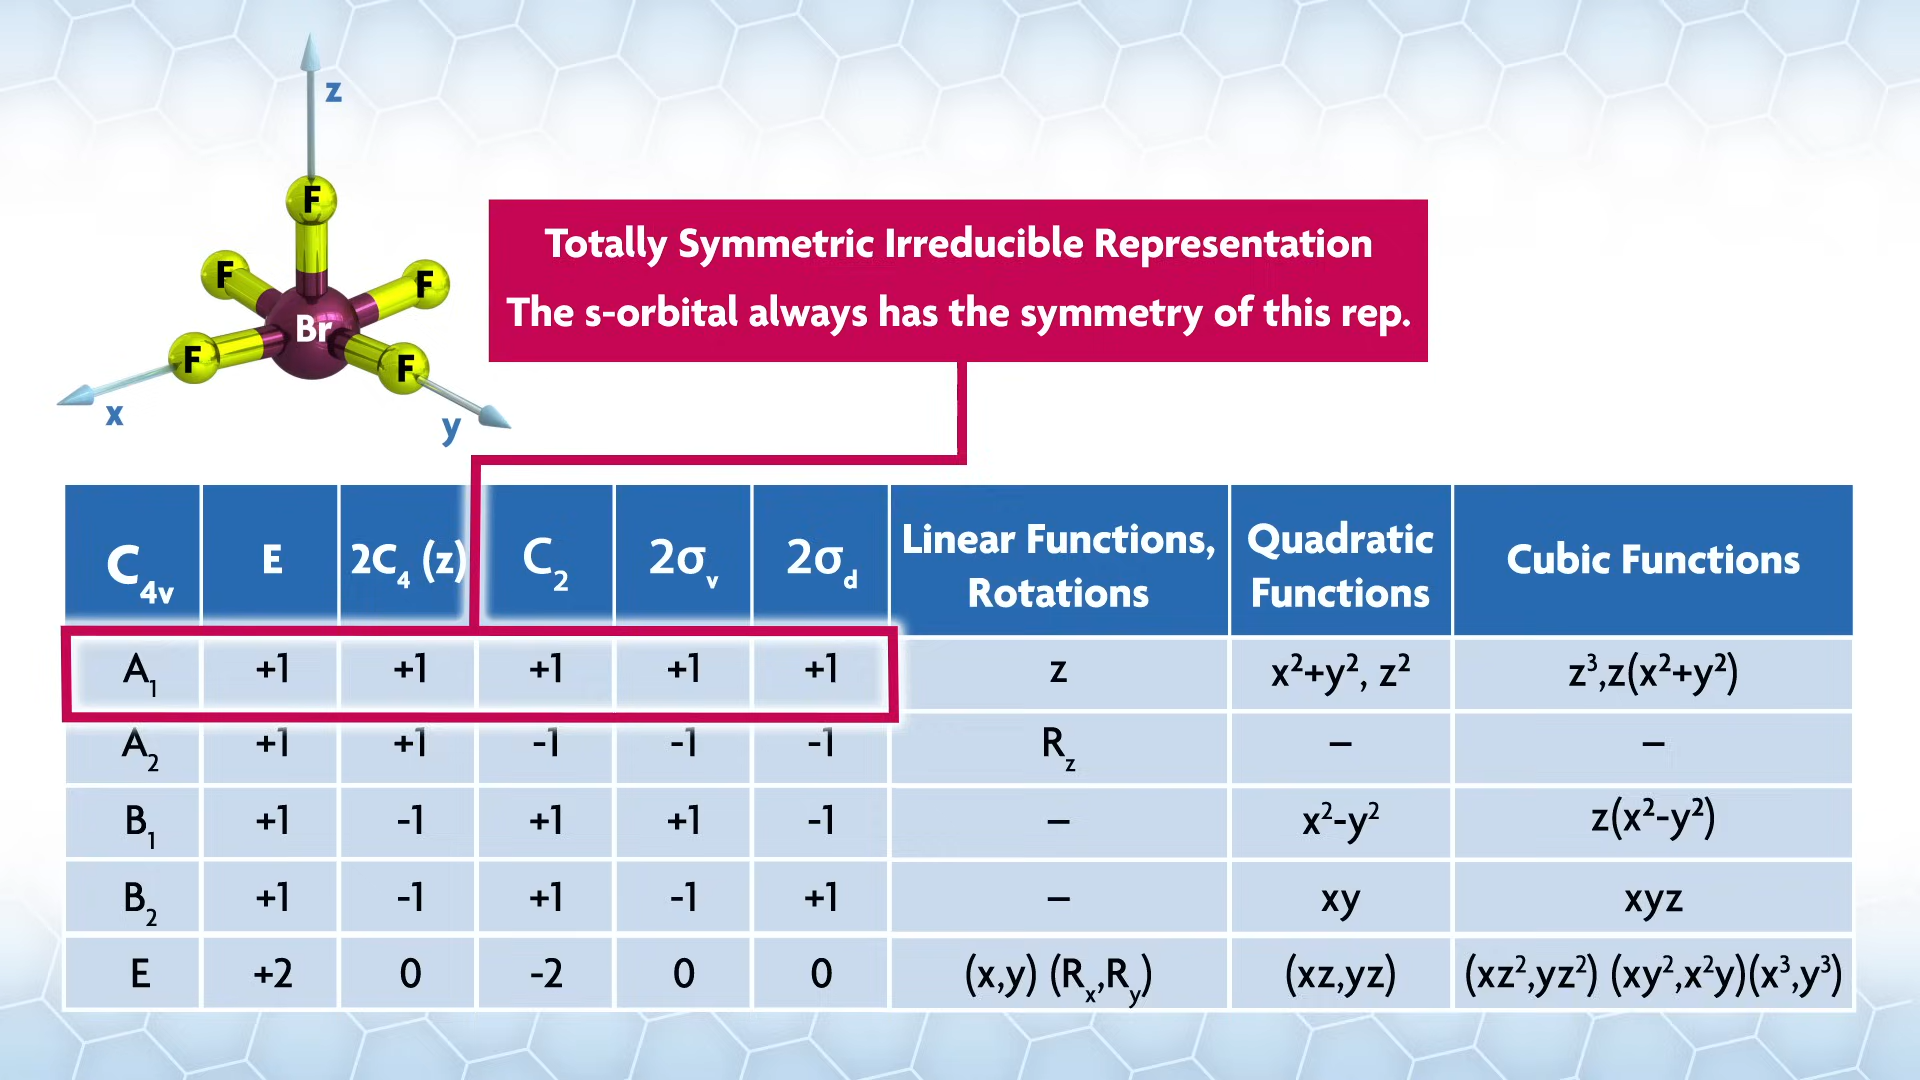 z
F
F
F
Br
F
F
x
y
Totally Symmetric Irreducible Representation
The s-orbital always has the symmetry of this rep.
C₄ᵥ E 2C₄ (z) C₂ 2σᵥ 2σ_d Linear Functions, Rotations Quadratic Functions Cubic Functions
A₁ +1 +1 +1 +1 +1 z x²+y², z² z³,z(x²+y²)
A₂ +1 +1 -1 -1 -1 R_z – –
B₁ +1 -1 +1 +1 -1 – x²-y² z(x²-y²)
B₂ +1 -1 +1 -1 +1 – xy xyz
E +2 0 -2 0 0 (x,y) (Rₓ,R_y) (xz,yz) (xz²,yz²) (xy²,x²y)(x³,y³)